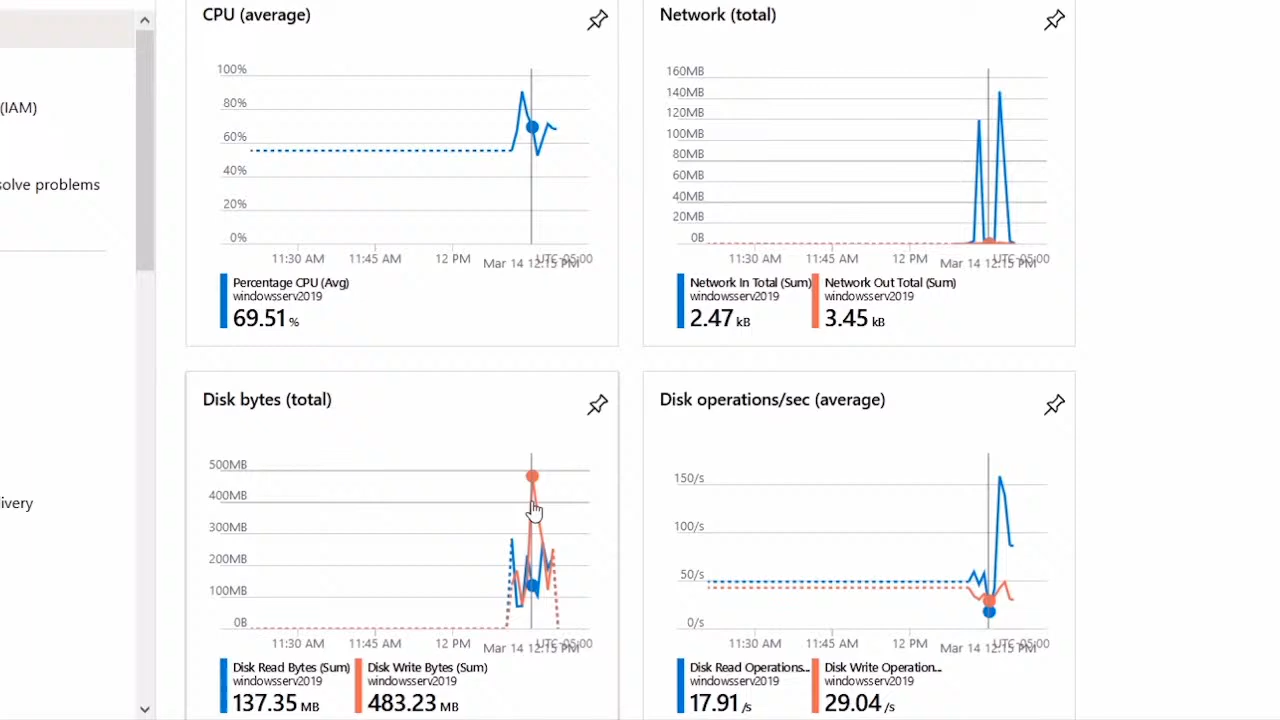 (IAM)
solve problems
livery
CPU (average)
100%
80%
60%
40%
20%
0%
11:30 AM
11:45 AM
12 PM
Mar 14 12:15 PM
UTC-05:00
Percentage CPU (Avg)
windowsserv2019
69.51 %
Network (total)
160MB
140MB
120MB
100MB
80MB
60MB
40MB
20MB
0B
11:30 AM
11:45 AM
12 PM
Mar 14 12:15 PM
UTC-05:00
Network In Total (Sum)
windowsserv2019
2.47 kB
Network Out Total (Sum)
windowsserv2019
3.45 kB
Disk bytes (total)
500MB
400MB
300MB
200MB
100MB
0B
11:30 AM
11:45 AM
12 PM
Mar 14 12:15 PM
UTC-05:00
Disk Read Bytes (Sum)
windowsserv2019
137.35 MB
Disk Write Bytes (Sum)
windowsserv2019
483.23 MB
Disk operations/sec (average)
150/s
100/s
50/s
0/s
11:30 AM
11:45 AM
12 PM
Mar 14 12:15 PM
UTC-05:00
Disk Read Operations...
windowsserv2019
17.91 /s
Disk Write Operation...
windowsserv2019
29.04 /s